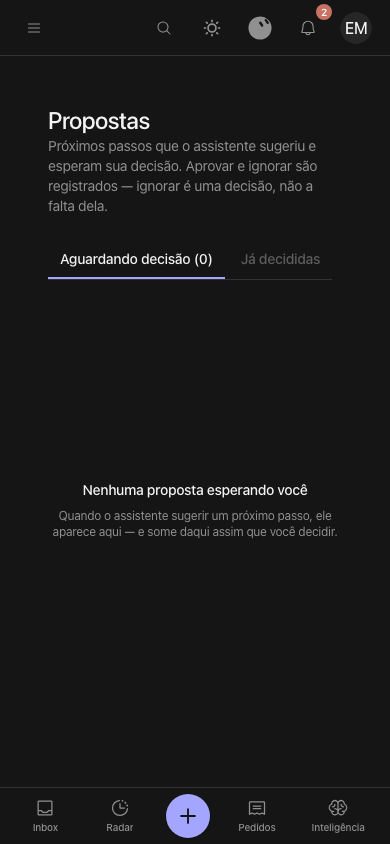 2
EM
Propostas
Próximos passos que o assistente sugeriu e
esperam sua decisão. Aprovar e ignorar são
registrados — ignorar é uma decisão, não a
falta dela.
Aguardando decisão (0)
Já decididas
Nenhuma proposta esperando você
Quando o assistente sugerir um próximo passo, ele
aparece aqui — e some daqui assim que você decidir.
Inbox
Radar
Pedidos
Inteligência